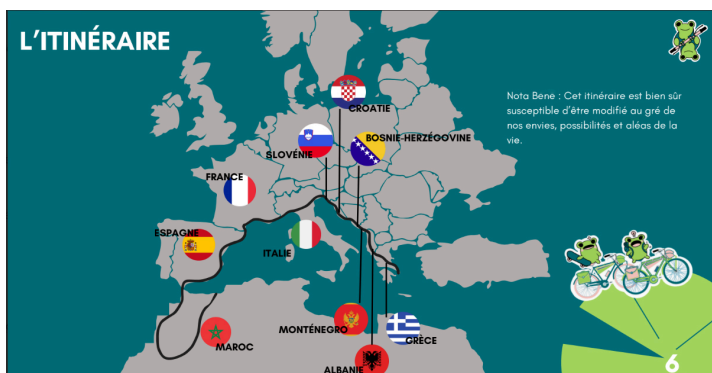 L'ITINÉRAIRE
Nota Bene : Cet itinéraire est bien sûr
susceptible d'être modifié au gré de
nos envies, possibilités et aléas de la
vie.
CROATIE
BOSNIE-HERZÉGOVINE
SLOVÉNIE
FRANCE
ESPAGNE
ITALIE
MONTÉNEGRO
GRÈCE
MAROC
ALBANIE
6